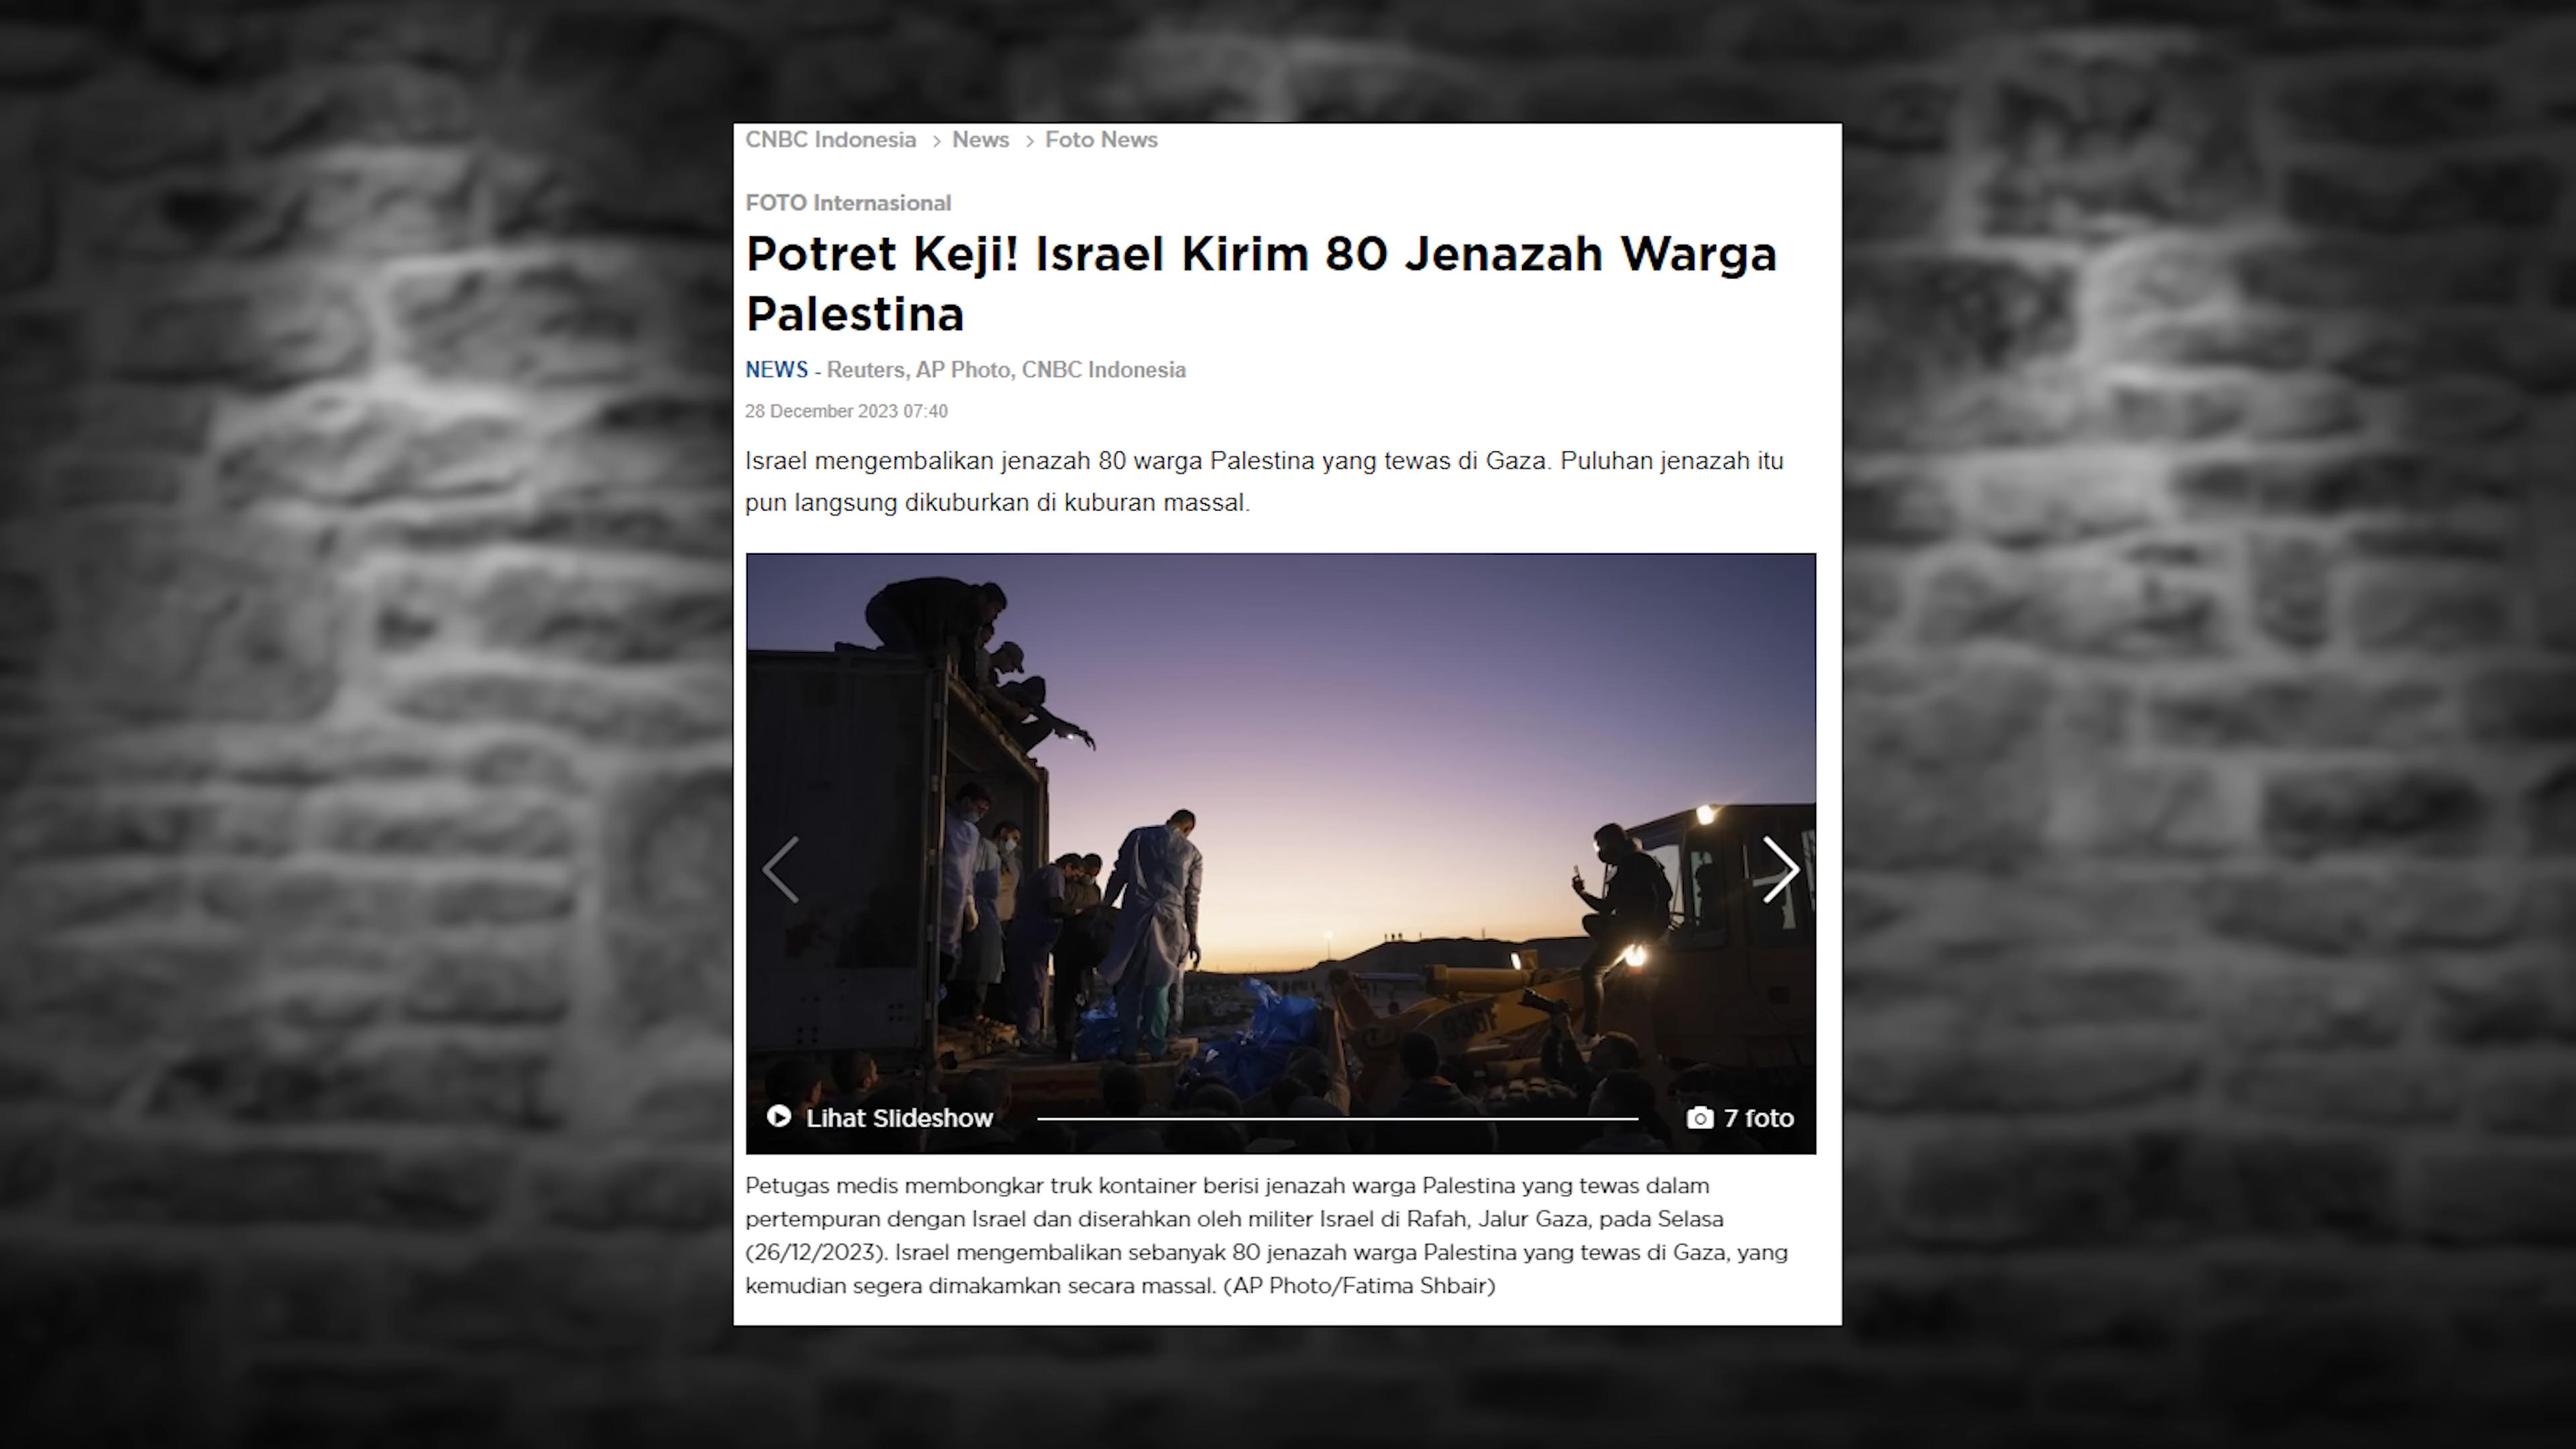 CNBC Indonesia > News > Foto News
FOTO Internasional
Potret Keji! Israel Kirim 80 Jenazah Warga
Palestina
NEWS - Reuters, AP Photo, CNBC Indonesia
28 December 2023 07:40
Israel mengembalikan jenazah 80 warga Palestina yang tewas di Gaza. Puluhan jenazah itu
pun langsung dikuburkan di kuburan massal.
Lihat Slideshow
7 foto
Petugas medis membongkar truk kontainer berisi jenazah warga Palestina yang tewas dalam
pertempuran dengan Israel dan diserahkan oleh militer Israel di Rafah, Jalur Gaza, pada Selasa
(26/12/2023). Israel mengembalikan sebanyak 80 jenazah warga Palestina yang tewas di Gaza, yang
kemudian segera dimakamkan secara massal. (AP Photo/Fatima Shbair)